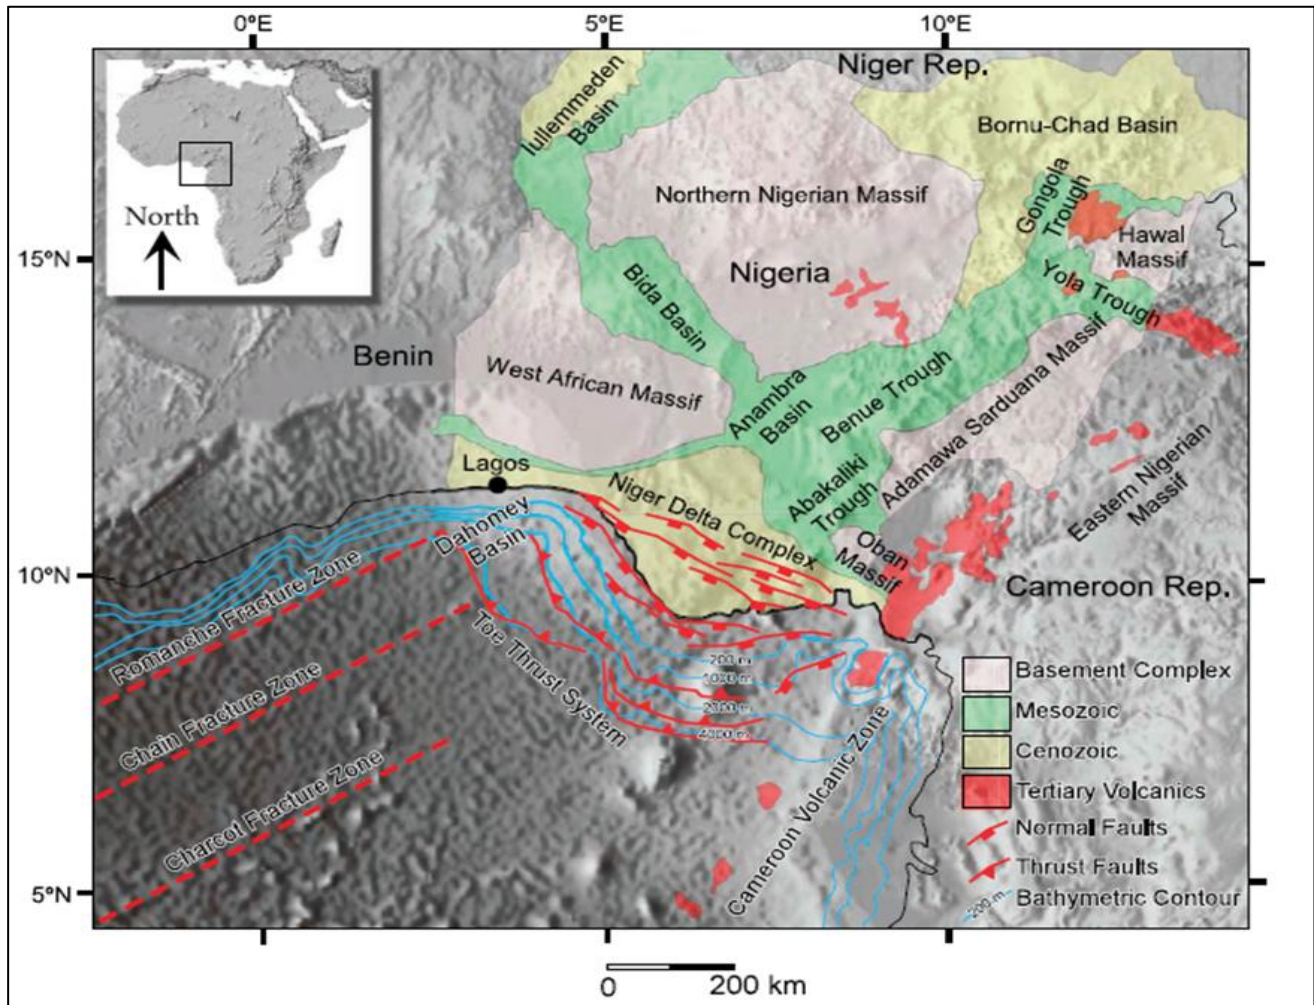 0°E
5°E
10°E
15°N
10°N
5°N
North
Iullemmeden
Basin
Niger Rep.
Bornu-Chad Basin
Northern Nigerian Massif
Gongola
Trough
Hawal
Massif
Nigeria
Yola Trough
Bida Basin
Benin
West African Massif
Anambra
Basin
Benue Trough
Adamawa Sarduana Massif
Lagos
Niger Delta Complex
Abakaliki
Trough
Eastern Nigerian
Massif
Dahomey
Basin
Oban
Massif
Cameroon Rep.
Romanche Fracture Zone
Chain Fracture Zone
Charcot Fracture Zone
Toe Thrust System
200 m
1000 m
2000 m
4000 m
Cameroon Volcanic Zone
Basement Complex
Mesozoic
Cenozoic
Tertiary Volcanics
Normal Faults
Thrust Faults
-200 m Bathymetric Contour
0 200 km